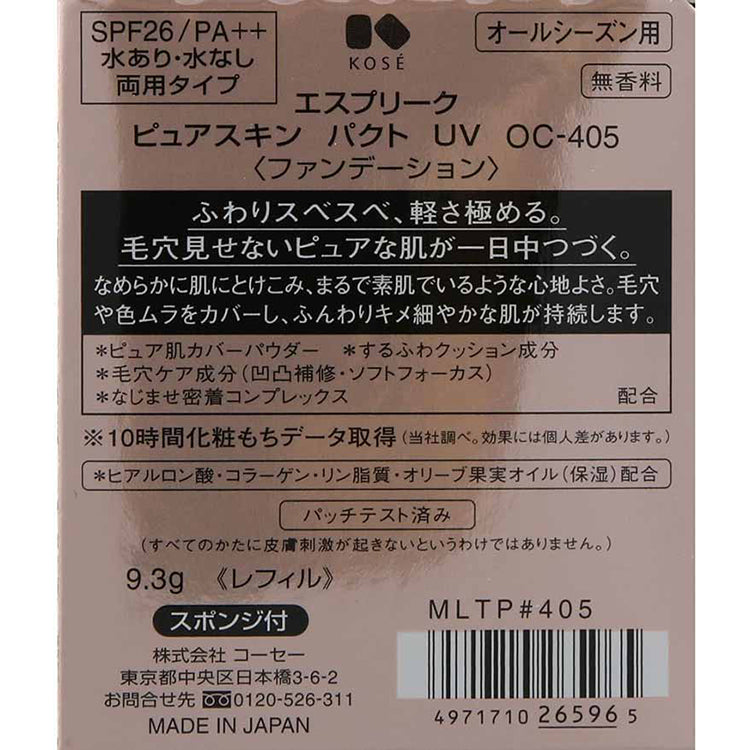 SPF26/PA++
水あり・水なし
両用タイプ
KOSÉ
オールシーズン用
無香料
エスプリーク
ピュアスキン パクト UV OC-405
〈ファンデーション〉
ふわりスベスベ、軽さ極める。
毛穴見せないピュアな肌が一日中つづく。
なめらかに肌にとけこみ、まるで素肌でいるような心地よさ。毛穴
や色ムラをカバーし、ふんわりキメ細やかな肌が持続します。
*ピュア肌カバーパウダー *するふわクッション成分
*毛穴ケア成分(凹凸補修・ソフトフォーカス)
*なじませ密着コンプレックス 配合
※10時間化粧もちデータ取得(当社調べ。効果には個人差があります。)
*ヒアルロン酸・コラーゲン・リン脂質・オリーブ果実オイル(保湿)配合
パッチテスト済み
(すべてのかたに皮膚刺激が起きないというわけではありません。)
9.3g 《レフィル》
スポンジ付
株式会社 コーセー
東京都中央区日本橋3-6-2
お問合せ先 0120-526-311
MADE IN JAPAN
MLTP#405
4971710 26596 5